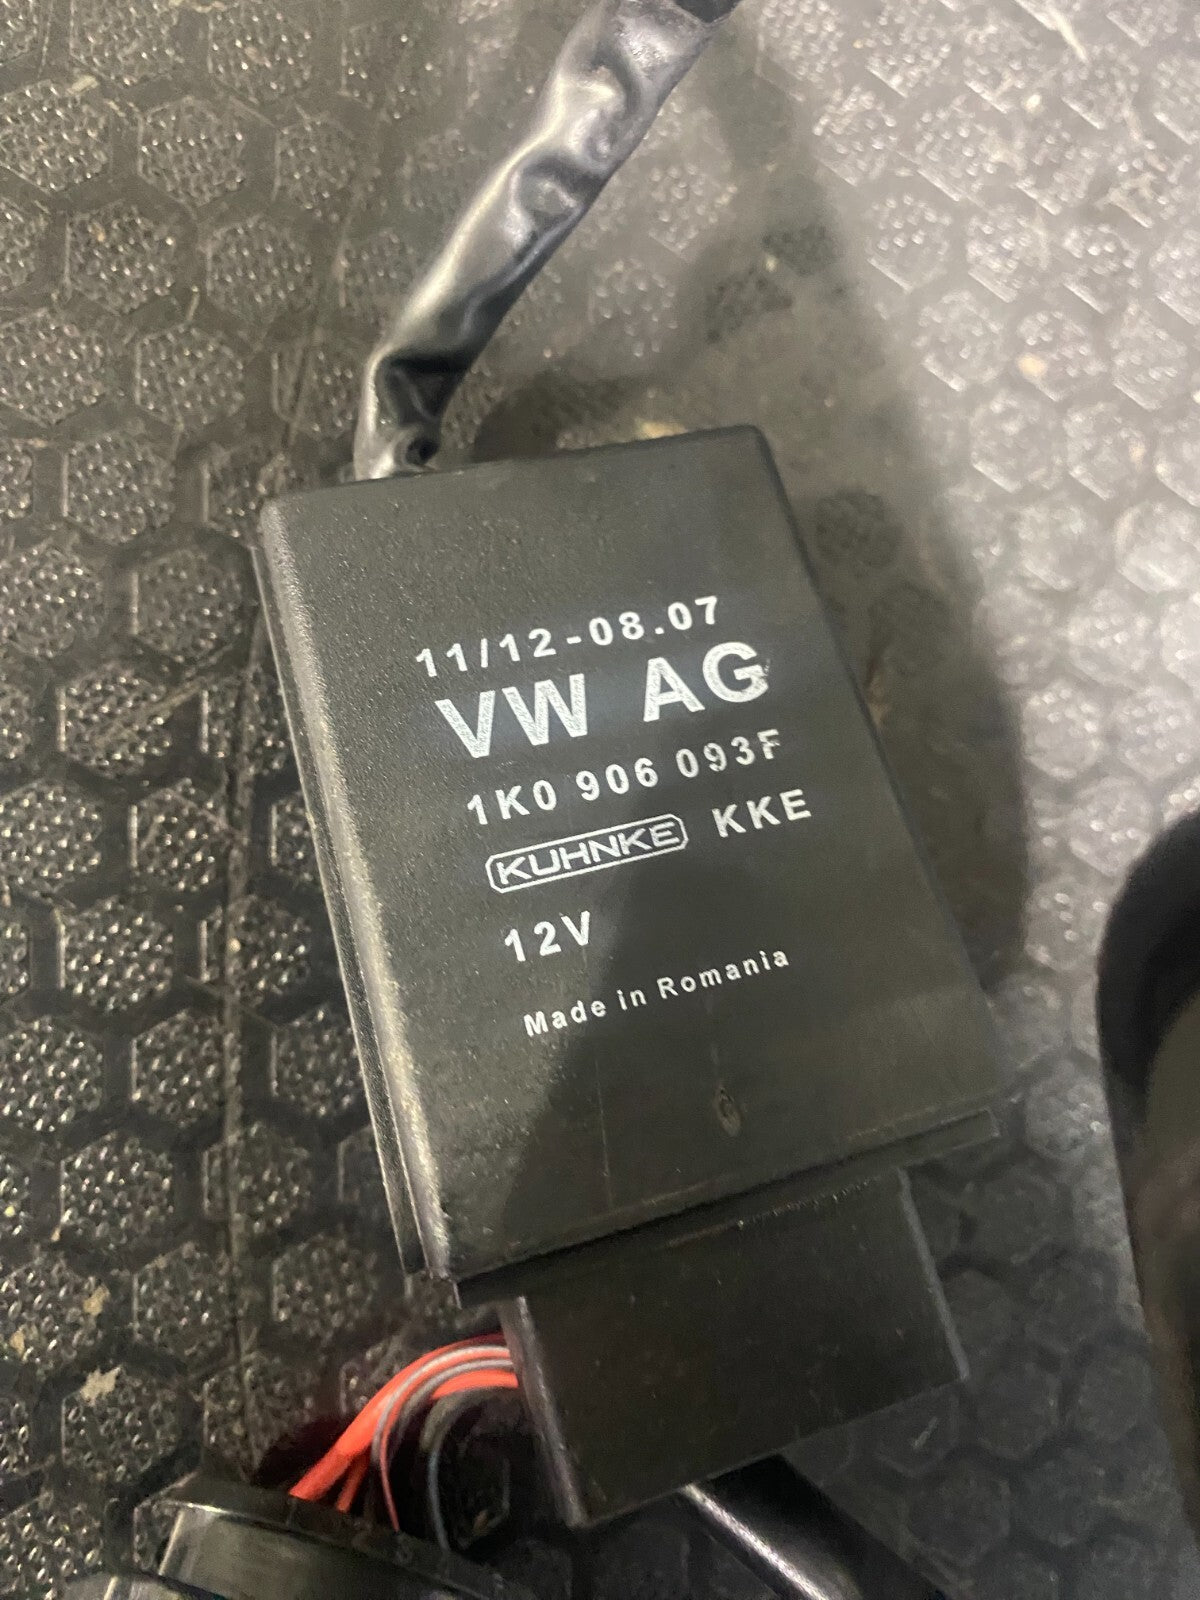 11/12-08.07
VW AG
1K0 906 093F
KUHNKE KKE
12V
Made in Romania